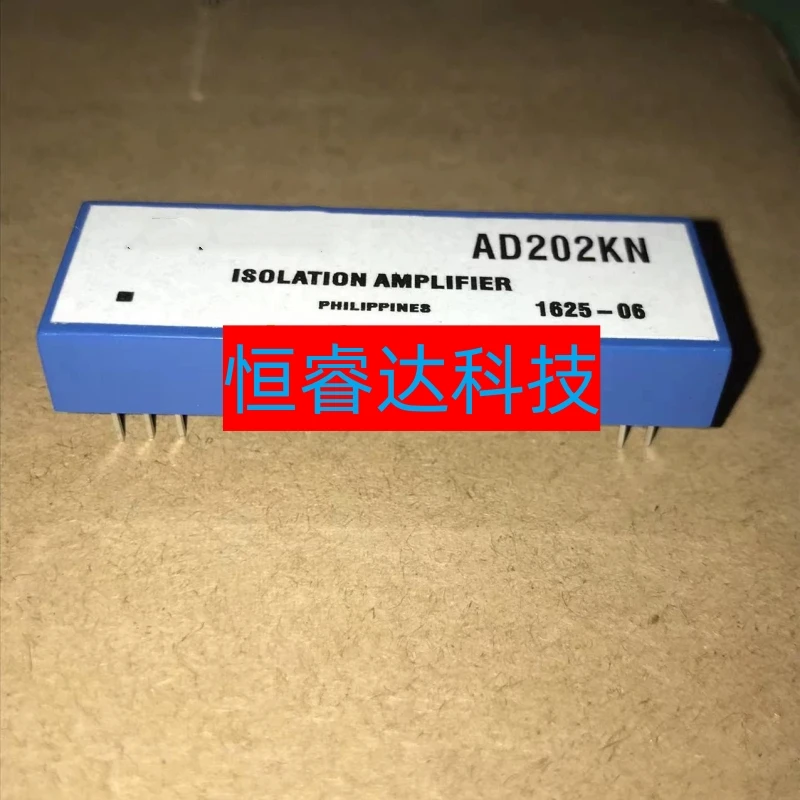 AD202KN
ISOLATION AMPLIFIER
PHILIPPINES
1625-06
恒睿达科技